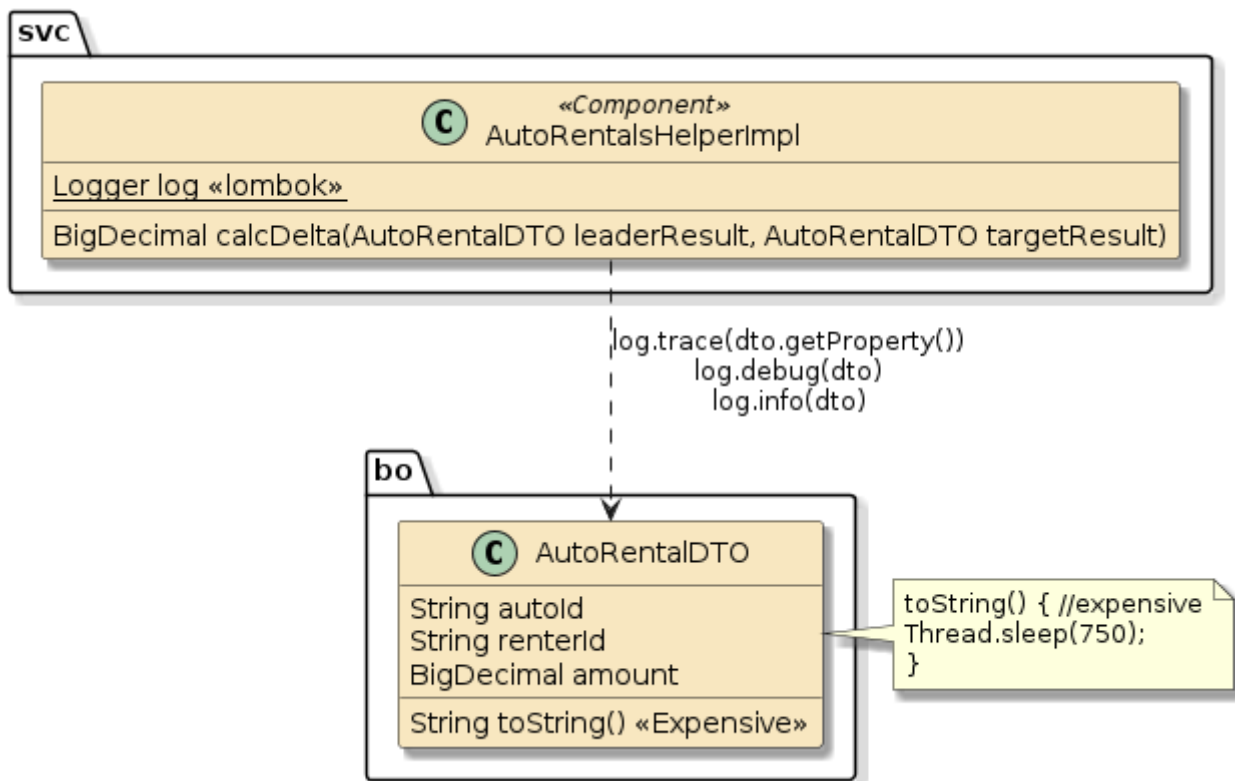 svc
C
«Component»
AutoRentalsHelperImpl
Logger log «lombok»
BigDecimal calcDelta(AutoRentalDTO leaderResult, AutoRentalDTO targetResult)
log.trace(dto.getProperty())
log.debug(dto)
log.info(dto)
bo
C AutoRentalDTO
String autoId
String renterId
BigDecimal amount
String toString() «Expensive»
toString() { //expensive
Thread.sleep(750);
}